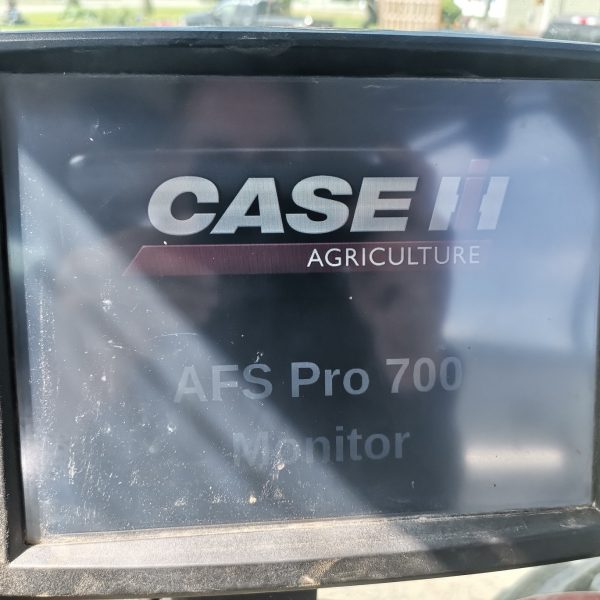 CASE IH
AGRICULTURE
AFS Pro 700
Monitor